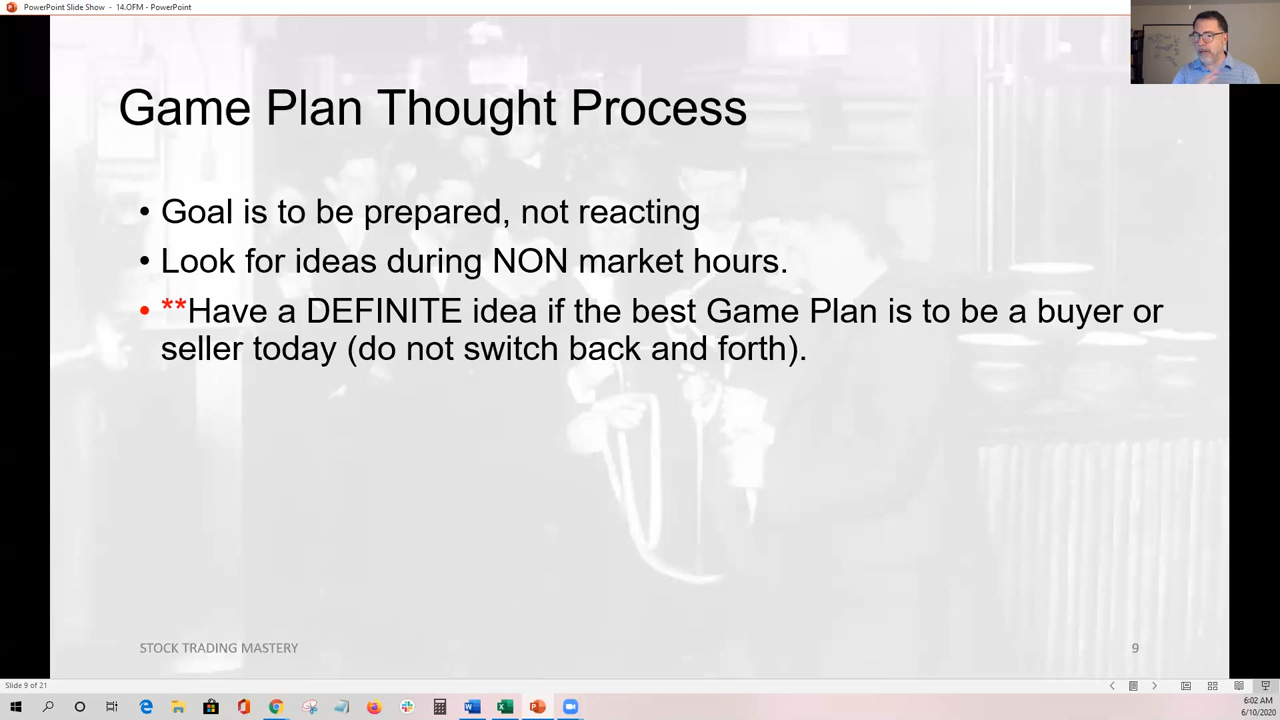 PowerPoint Slide Show - 14.OFM - PowerPoint
Game Plan Thought Process
• Goal is to be prepared, not reacting
• Look for ideas during NON market hours.
• **Have a DEFINITE idea if the best Game Plan is to be a buyer or
seller today (do not switch back and forth).
STOCK TRADING MASTERY
9
Slide 9 of 21
6:02 AM
6/10/2020